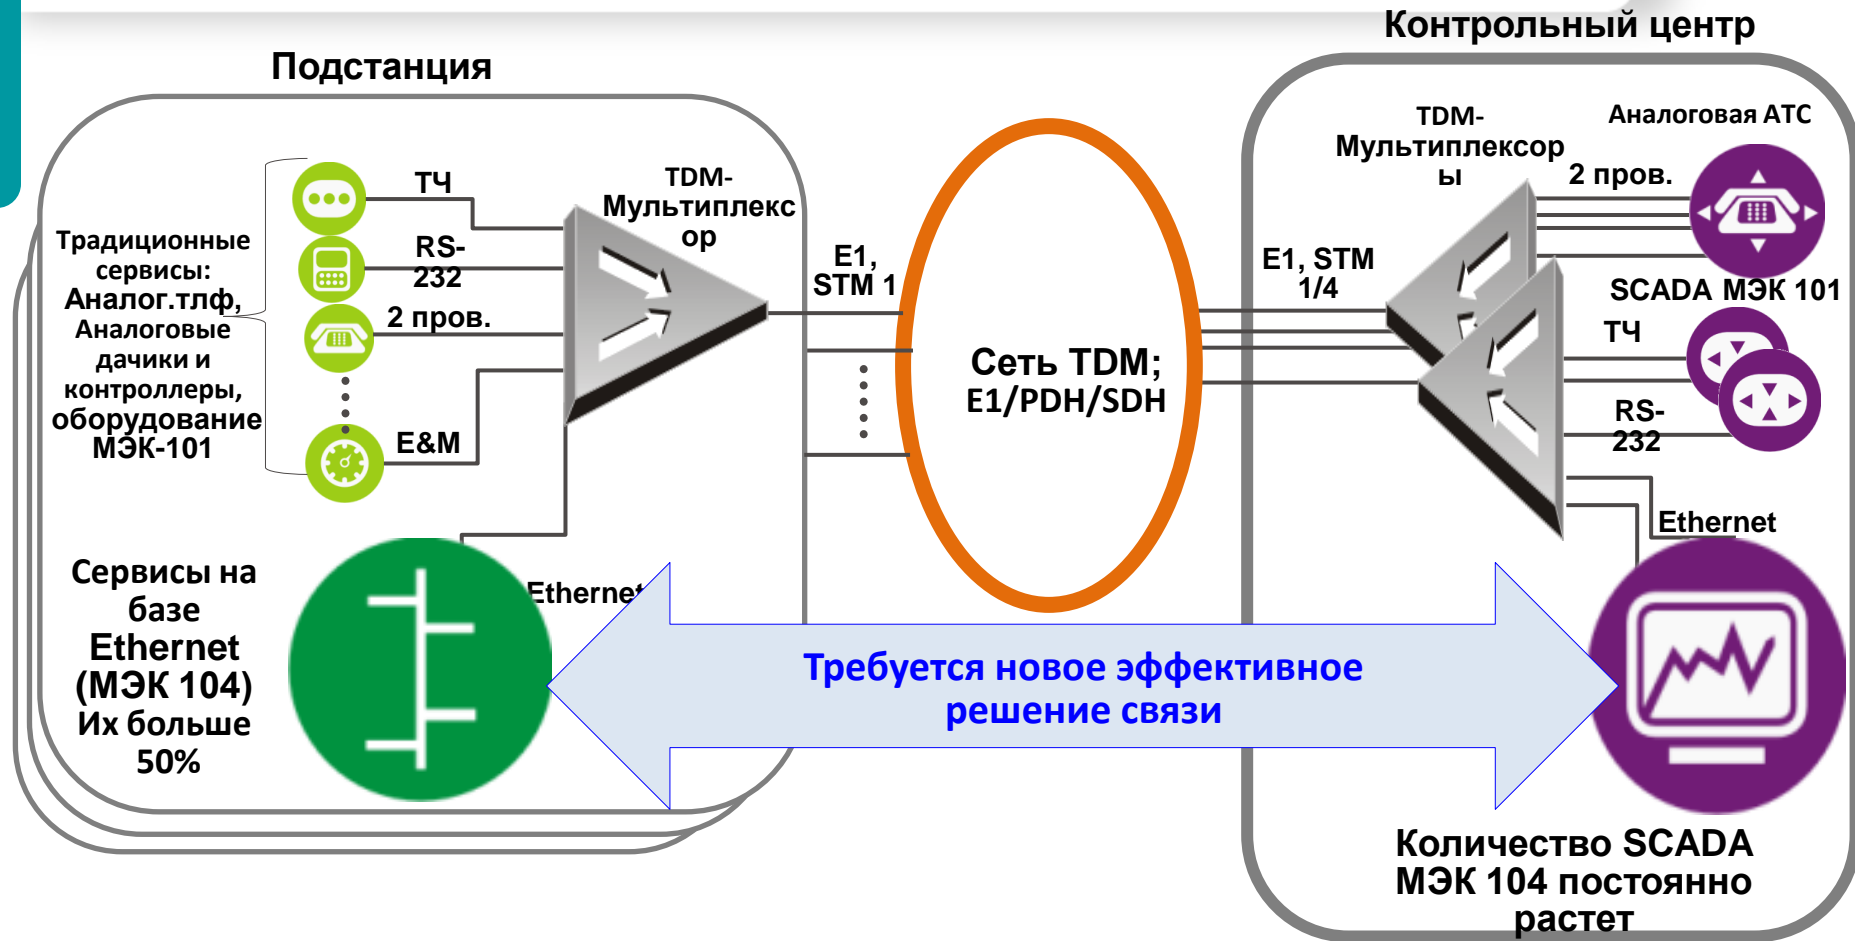 Контрольный центр
Подстанция
Традиционные
сервисы:
Аналог.тлф,
Аналоговые
дачики и
контроллеры,
оборудование
МЭК-101
ТЧ
RS-
232
2 пров.
E&M
TDM-
Мультиплекс
ор
E1,
STM 1
Сеть TDM;
E1/PDH/SDH
E1, STM
1/4
TDM-
Мультиплексор
ы
Аналоговая АТС
2 пров.
SCADA МЭК 101
ТЧ
RS-
232
Ethernet
Сервисы на
базе
Ethernet
(МЭК 104)
Их больше
50%
Ethernet
Требуется новое эффективное
решение связи
Количество SCADA
МЭК 104 постоянно
растет